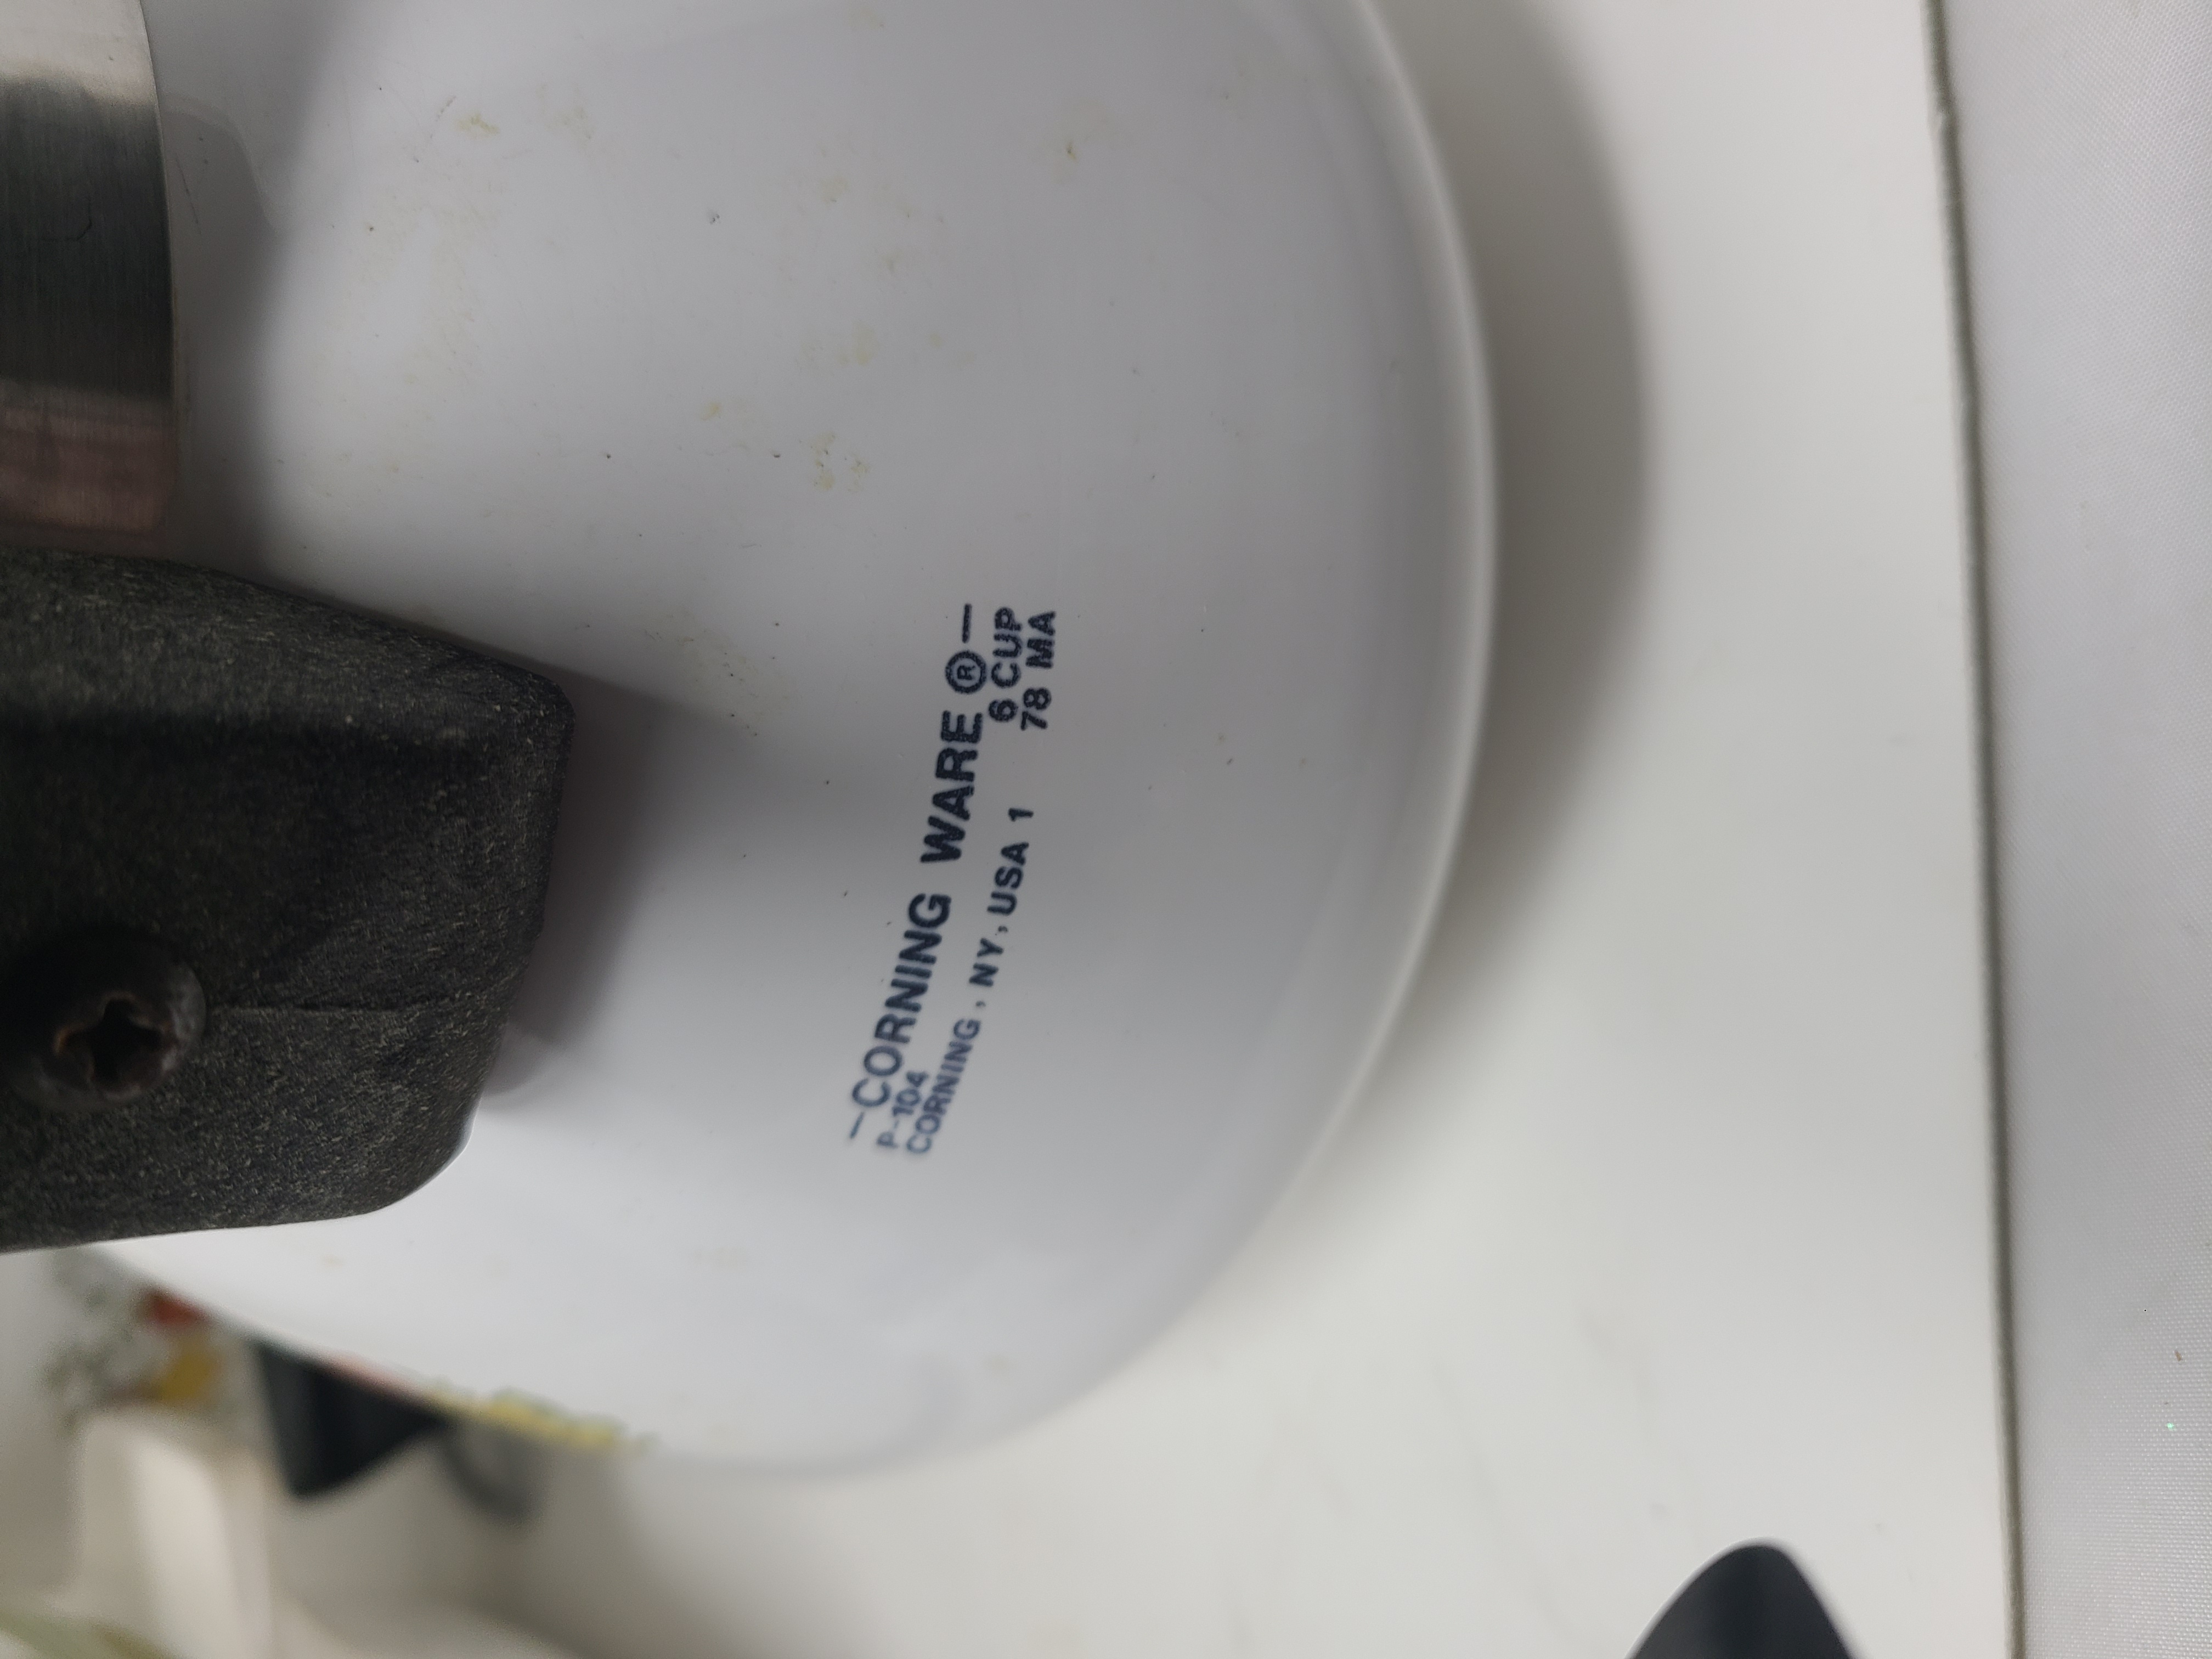 —CORNING WARE ®—
P-104 6 CUP
CORNING, NY, USA 1 78 MA